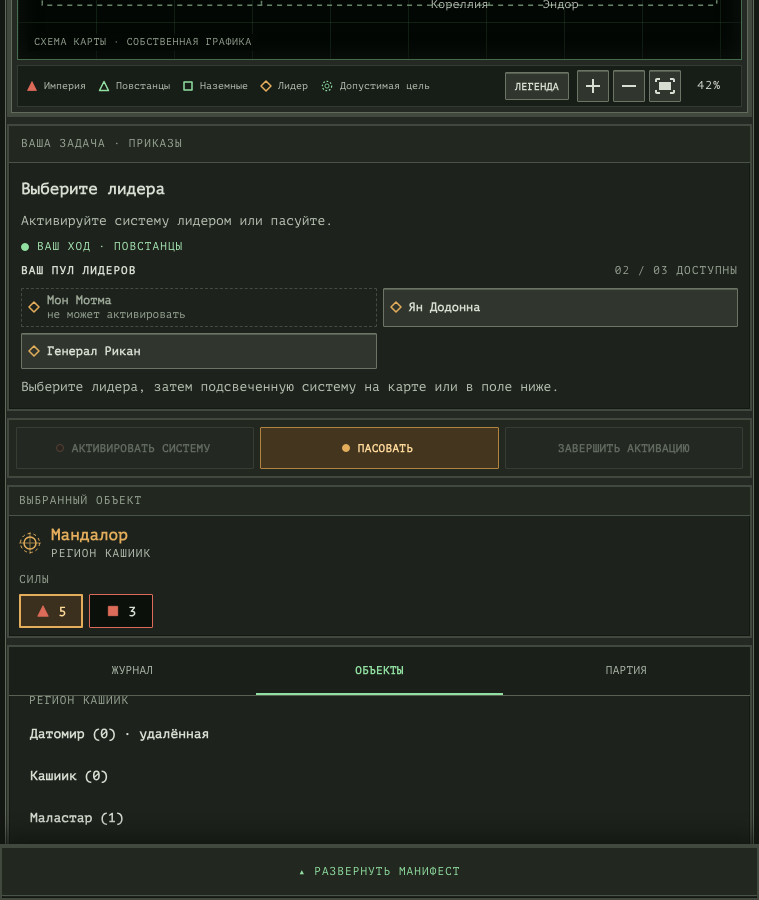 Кореллия Эндор
СХЕМА КАРТЫ · СОБСТВЕННАЯ ГРАФИКА
Империя Повстанцы Наземные Лидер Допустимая цель ЛЕГЕНДА + − 42%
ВАША ЗАДАЧА · ПРИКАЗЫ
Выберите лидера
Активируйте систему лидером или пасуйте.
ВАШ ХОД · ПОВСТАНЦЫ
ВАШ ПУЛ ЛИДЕРОВ 02 / 03 ДОСТУПНЫ
Мон Мотма
не может активировать
Ян Додонна
Генерал Рикан
Выберите лидера, затем подсвеченную систему на карте или в поле ниже.
АКТИВИРОВАТЬ СИСТЕМУ ПАСОВАТЬ ЗАВЕРШИТЬ АКТИВАЦИЮ
ВЫБРАННЫЙ ОБЪЕКТ
Мандалор
РЕГИОН КАШИИК
СИЛЫ
5 3
ЖУРНАЛ ОБЪЕКТЫ ПАРТИЯ
РЕГИОН КАШИИК
Датомир (0) · удалённая
Кашиик (0)
Маластар (1)
▴ РАЗВЕРНУТЬ МАНИФЕСТ